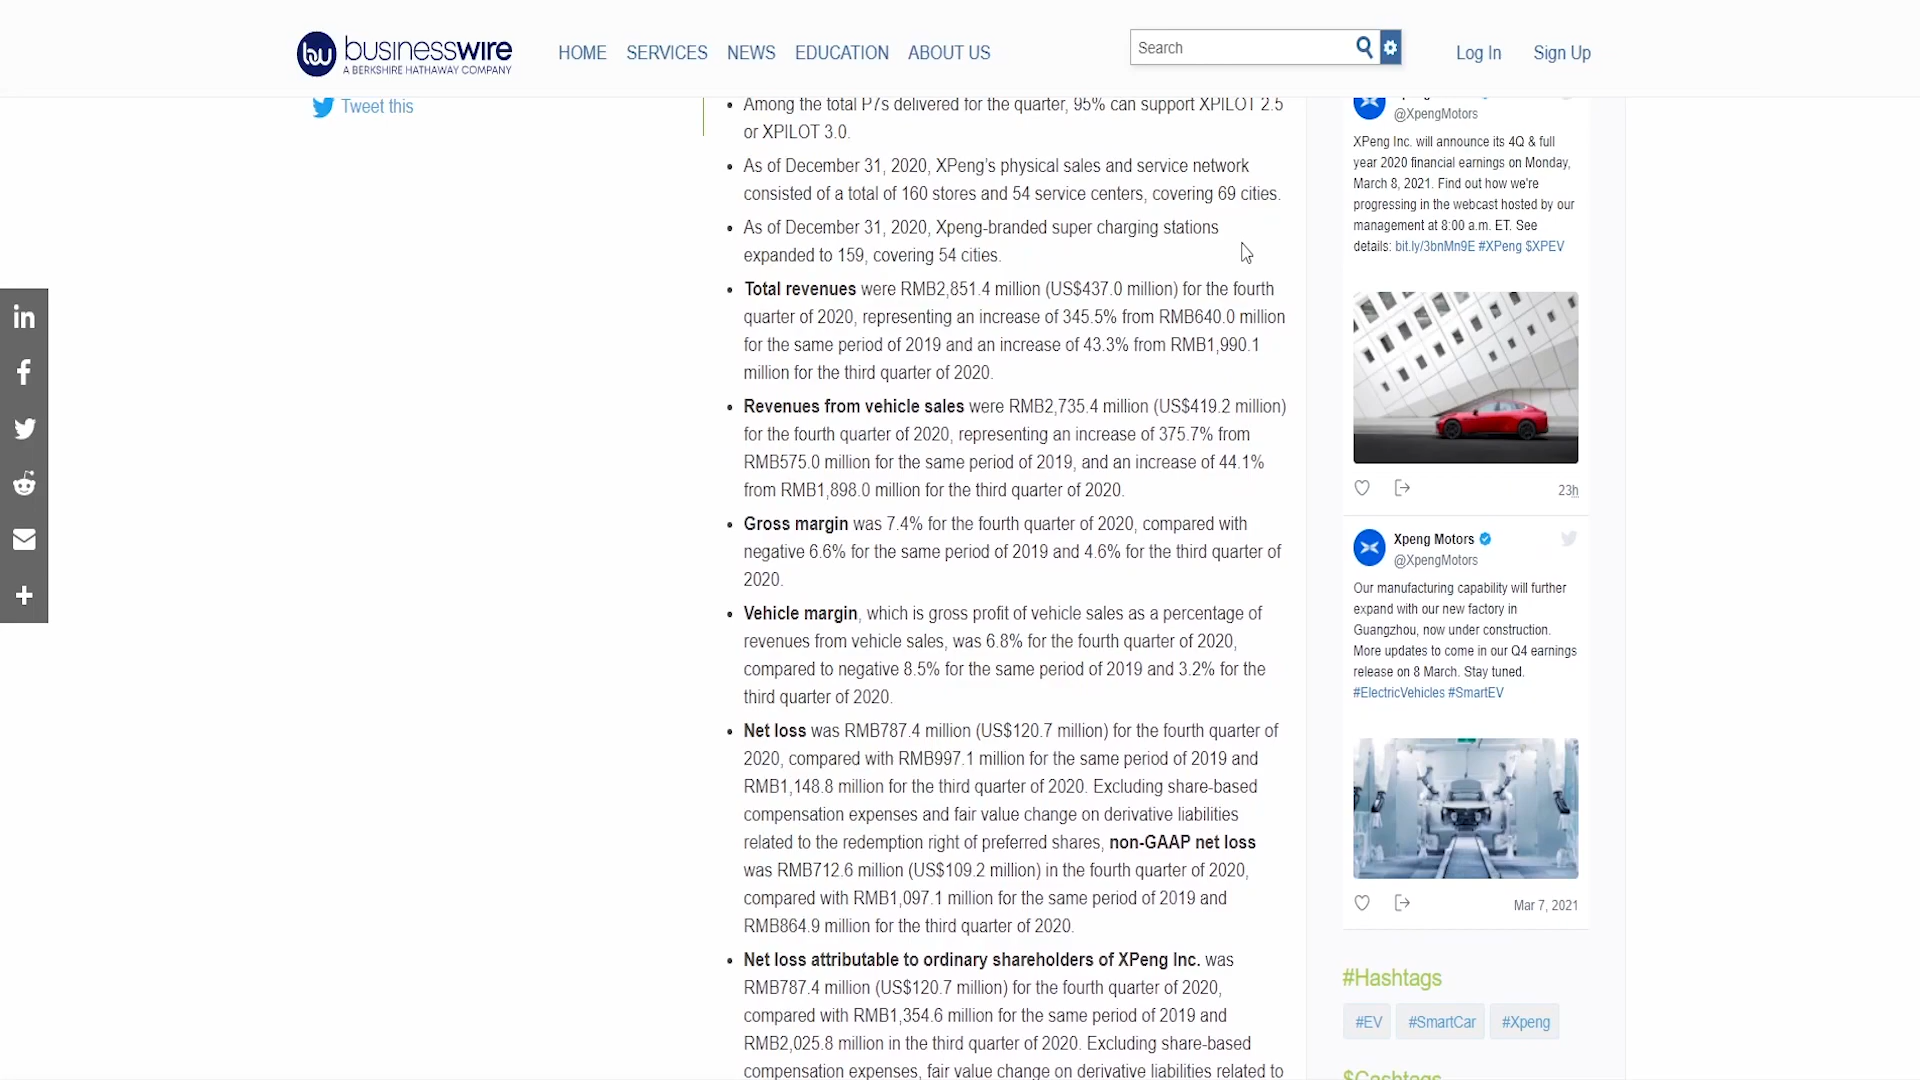 businesswire
A BERKSHIRE HATHAWAY COMPANY
HOME
SERVICES
NEWS
EDUCATION
ABOUT US
Search
Log In
Sign Up
Tweet this
• Among the total P7s delivered for the quarter, 95% can support XPILOT 2.5
or XPILOT 3.0.
• As of December 31, 2020, XPeng’s physical sales and service network
consisted of a total of 160 stores and 54 service centers, covering 69 cities.
• As of December 31, 2020, Xpeng-branded super charging stations
expanded to 159, covering 54 cities.
• Total revenues were RMB2,851.4 million (US$437.0 million) for the fourth
quarter of 2020, representing an increase of 345.5% from RMB640.0 million
for the same period of 2019 and an increase of 43.3% from RMB1,990.1
million for the third quarter of 2020.
• Revenues from vehicle sales were RMB2,735.4 million (US$419.2 million)
for the fourth quarter of 2020, representing an increase of 375.7% from
RMB575.0 million for the same period of 2019, and an increase of 44.1%
from RMB1,898.0 million for the third quarter of 2020.
• Gross margin was 7.4% for the fourth quarter of 2020, compared with
negative 6.6% for the same period of 2019 and 4.6% for the third quarter of
2020.
• Vehicle margin, which is gross profit of vehicle sales as a percentage of
revenues from vehicle sales, was 6.8% for the fourth quarter of 2020,
compared to negative 8.5% for the same period of 2019 and 3.2% for the
third quarter of 2020.
• Net loss was RMB787.4 million (US$120.7 million) for the fourth quarter of
2020, compared with RMB997.1 million for the same period of 2019 and
RMB1,148.8 million for the third quarter of 2020. Excluding share-based
compensation expenses and fair value change on derivative liabilities
related to the redemption right of preferred shares, non-GAAP net loss
was RMB712.6 million (US$109.2 million) in the fourth quarter of 2020,
compared with RMB1,097.1 million for the same period of 2019 and
RMB864.9 million for the third quarter of 2020.
• Net loss attributable to ordinary shareholders of XPeng Inc. was
RMB787.4 million (US$120.7 million) for the fourth quarter of 2020,
compared with RMB1,354.6 million for the same period of 2019 and
RMB2,025.8 million in the third quarter of 2020. Excluding share-based
compensation expenses, fair value change on derivative liabilities related to
@XpengMotors
XPeng Inc. will announce its 4Q & full
year 2020 financial earnings on Monday,
March 8, 2021. Find out how we're
progressing in the webcast hosted by our
management at 8:00 a.m. ET. See
details: bit.ly/3bnMn9E #XPeng $XPEV
23h
Xpeng Motors
@XpengMotors
Our manufacturing capability will further
expand with our new factory in
Guangzhou, now under construction.
More updates to come in our Q4 earnings
release on 8 March. Stay tuned.
#ElectricVehicles #SmartEV
Mar 7, 2021
#Hashtags
#EV
#SmartCar
#Xpeng
$Cashtags